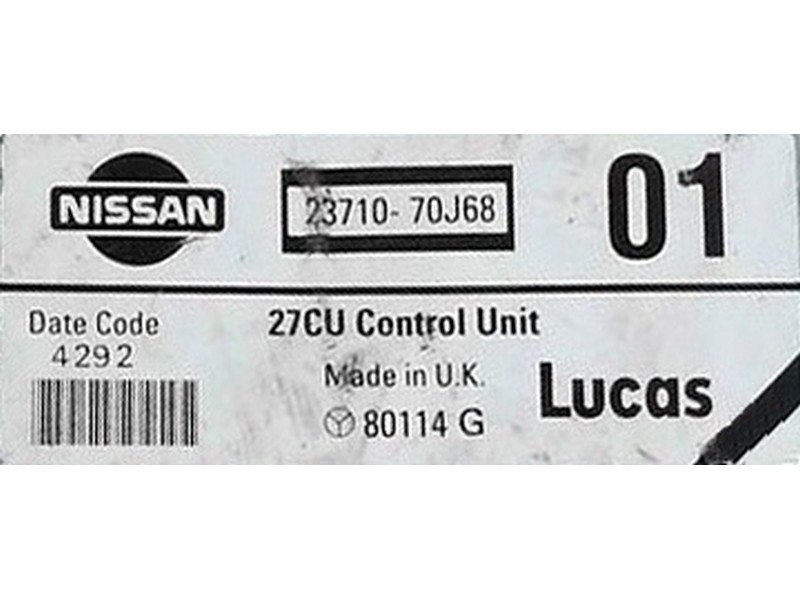 NISSAN
23710- 70J68
01
Date Code
4292
27CU Control Unit
Made in U.K.
80114 G
Lucas